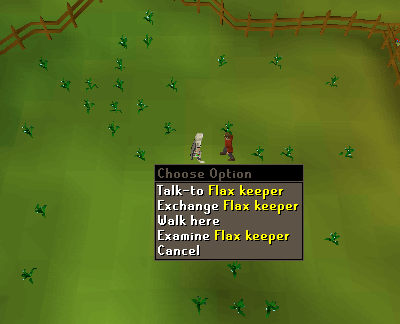 Choose Option
Talk-to Flax keeper
Exchange Flax keeper
Walk here
Examine Flax keeper
Cancel